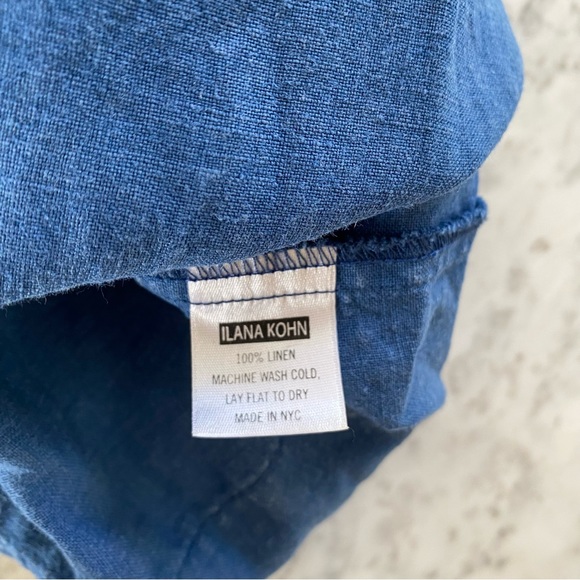 ILANA KOHN
100% LINEN
MACHINE WASH COLD,
LAY FLAT TO DRY
MADE IN NYC